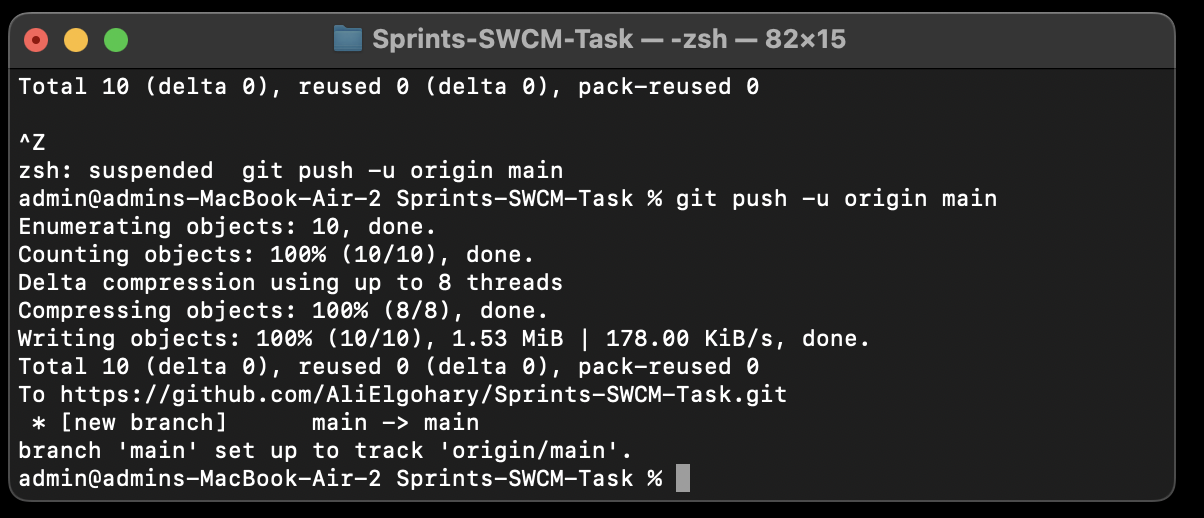 Sprints-SWCM-Task — -zsh — 82×15
Total 10 (delta 0), reused 0 (delta 0), pack-reused 0
^Z
zsh: suspended  git push -u origin main
admin@admins-MacBook-Air-2 Sprints-SWCM-Task % git push -u origin main
Enumerating objects: 10, done.
Counting objects: 100% (10/10), done.
Delta compression using up to 8 threads
Compressing objects: 100% (8/8), done.
Writing objects: 100% (10/10), 1.53 MiB | 178.00 KiB/s, done.
Total 10 (delta 0), reused 0 (delta 0), pack-reused 0
To https://github.com/AliElgohary/Sprints-SWCM-Task.git
 * [new branch]      main -> main
branch 'main' set up to track 'origin/main'.
admin@admins-MacBook-Air-2 Sprints-SWCM-Task %